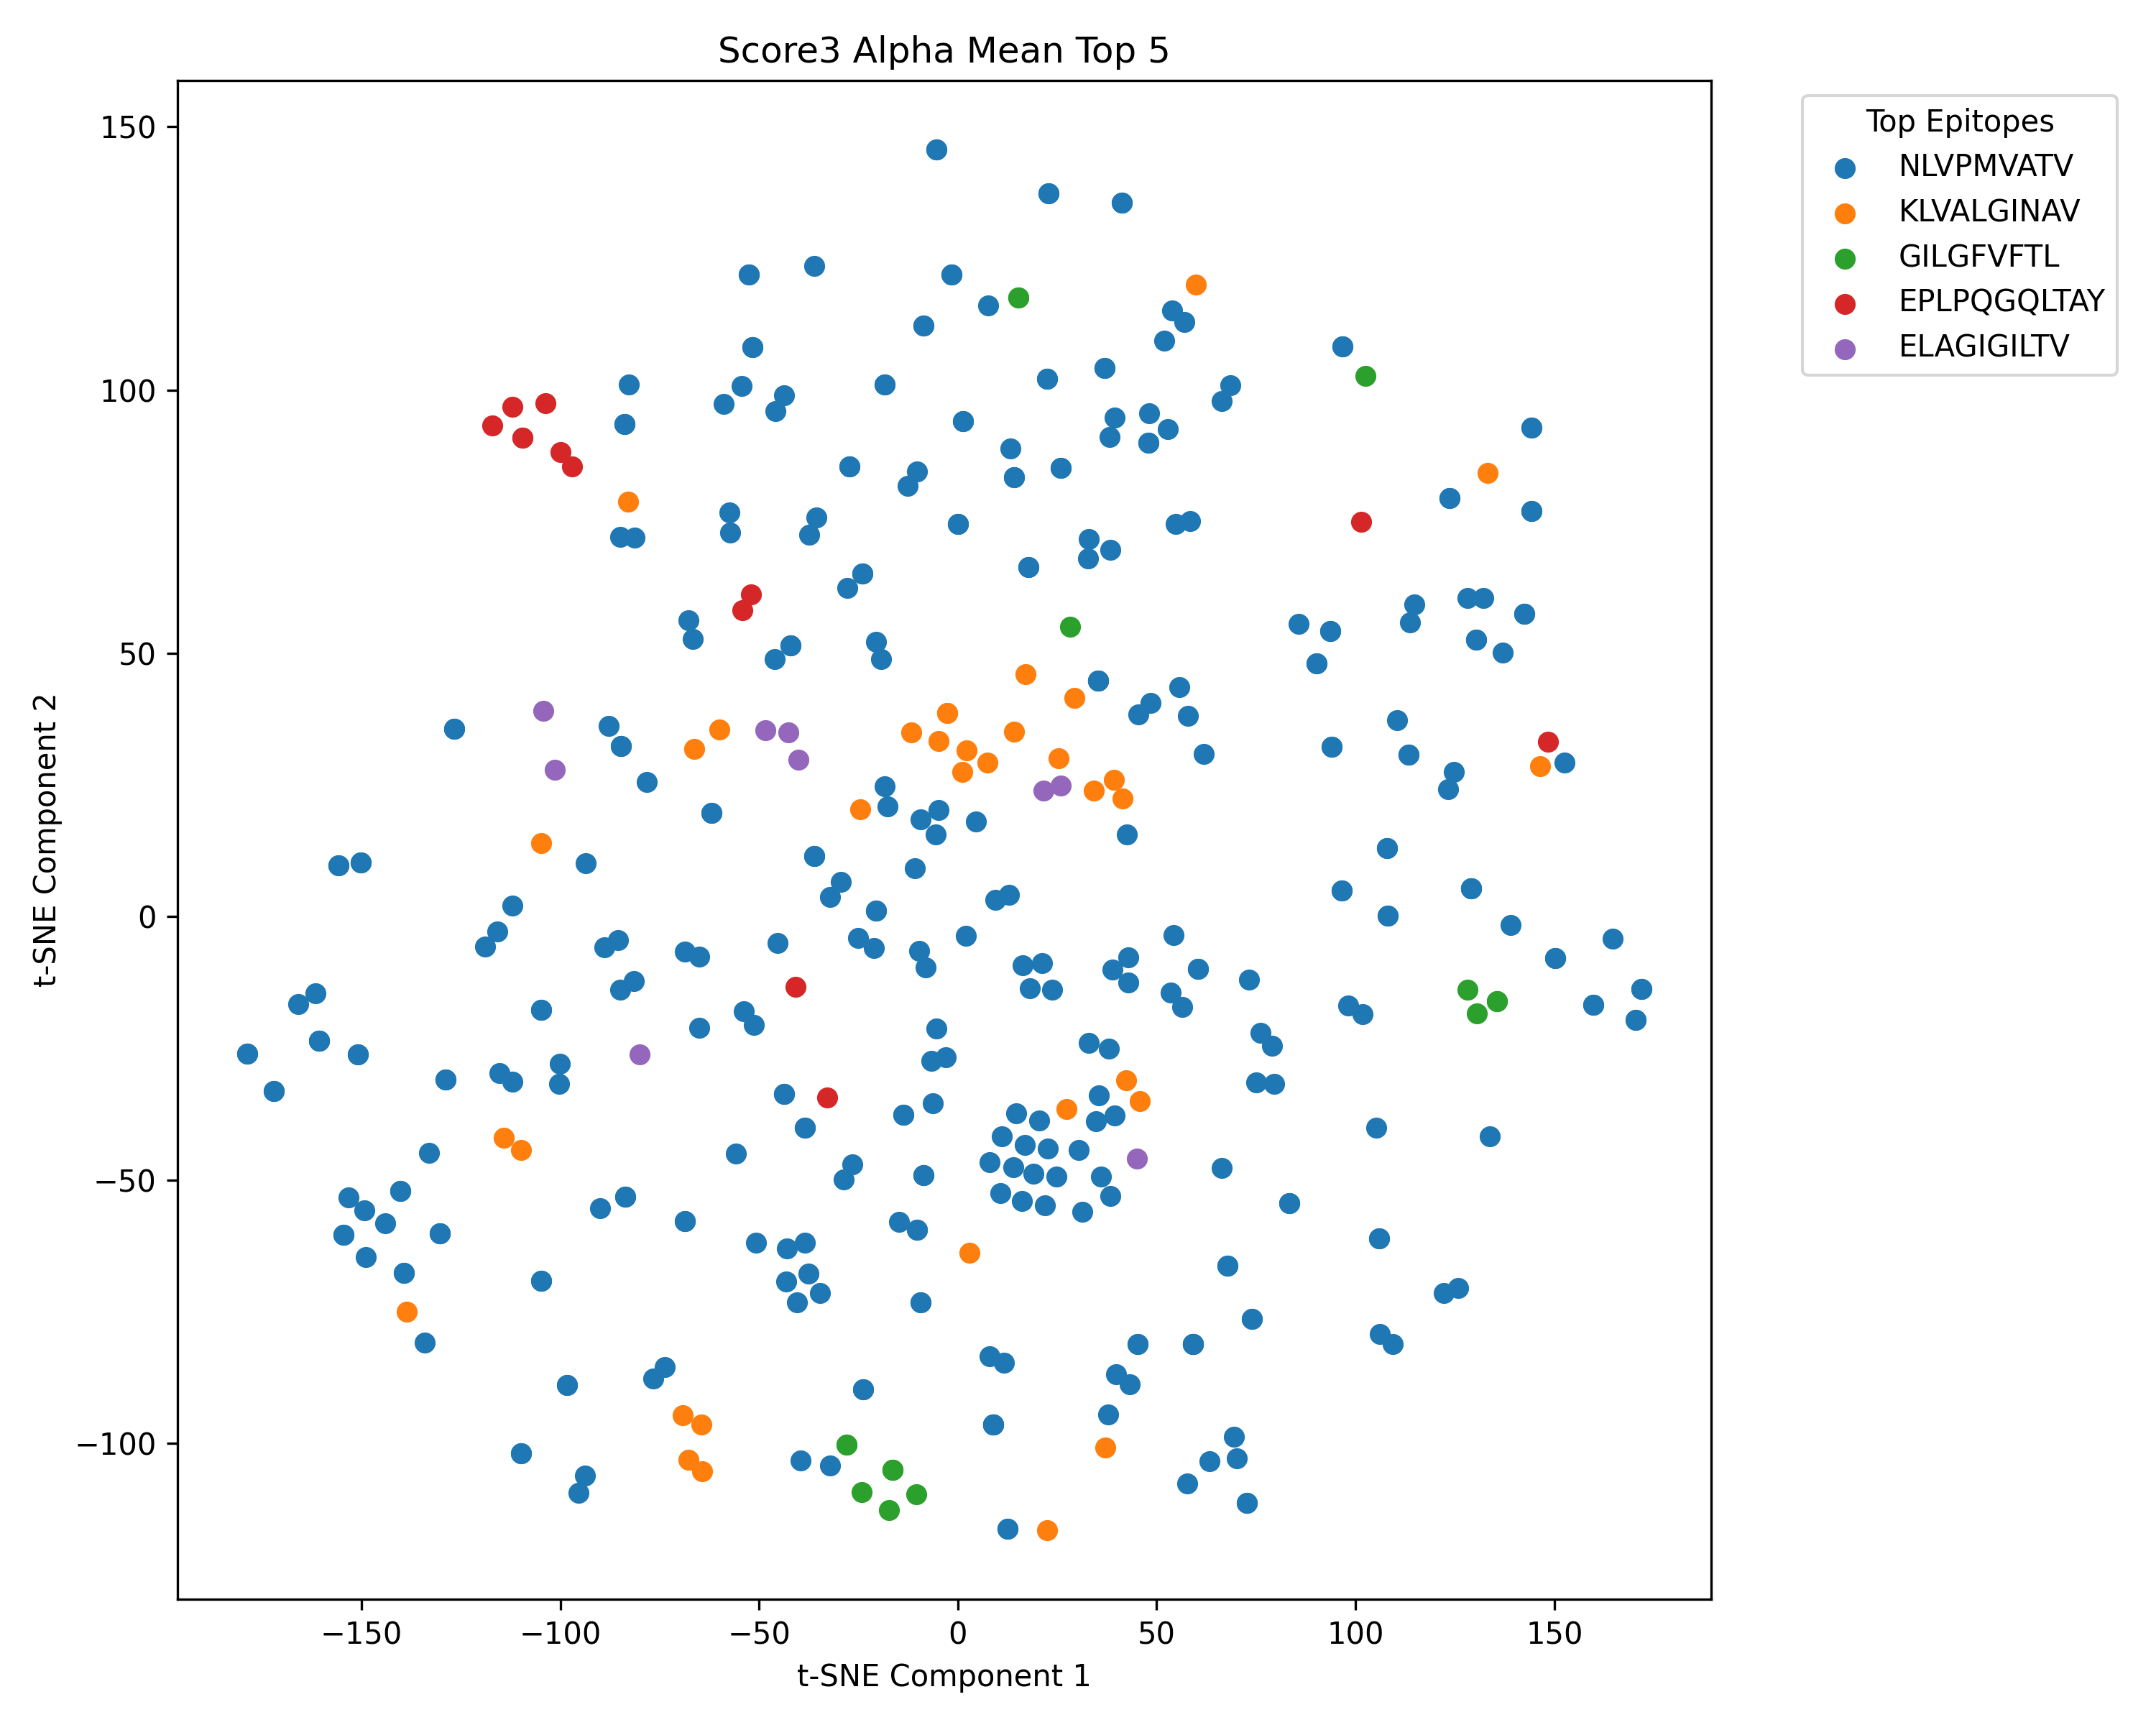 Score3 Alpha Mean Top 5
Top Epitopes
NLVPMVATV
KLVALGINAV
GILGFVFTL
EPLPQGQLTAY
ELAGIGILTV
t-SNE Component 2
150
100
50
0
−50
−100
−150
−100
−50
0
50
100
150
t-SNE Component 1